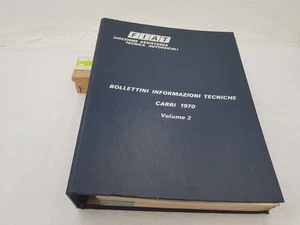 FIAT
DIREZIONE ASSISTENZA
TECNICA AUTOVEICOLI
BOLLETTINI INFORMAZIONI TECNICHE
CARRI 1970
Volume 2